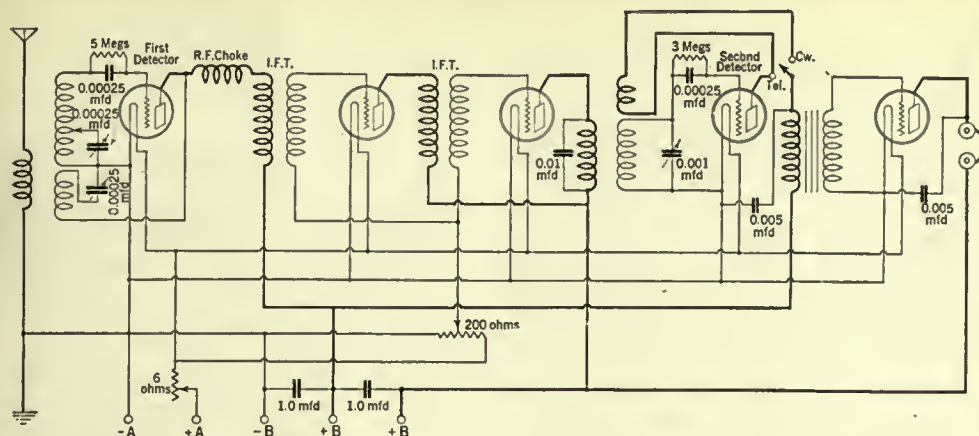 5 Megs
First
Detector
R.F.Choke
I.F.T.
I.F.T.
3 Megs
Second
Detector
Cw.
Tel.
0.00025
mfd
0.00025
mfd
0.00025
mfd
0.01
mfd
0.00025
mfd
0.001
mfd
0.005
mfd
0.005
mfd
200 ohms
6
ohms
1.0 mfd
1.0 mfd
-A
+A
-B
+B
+B